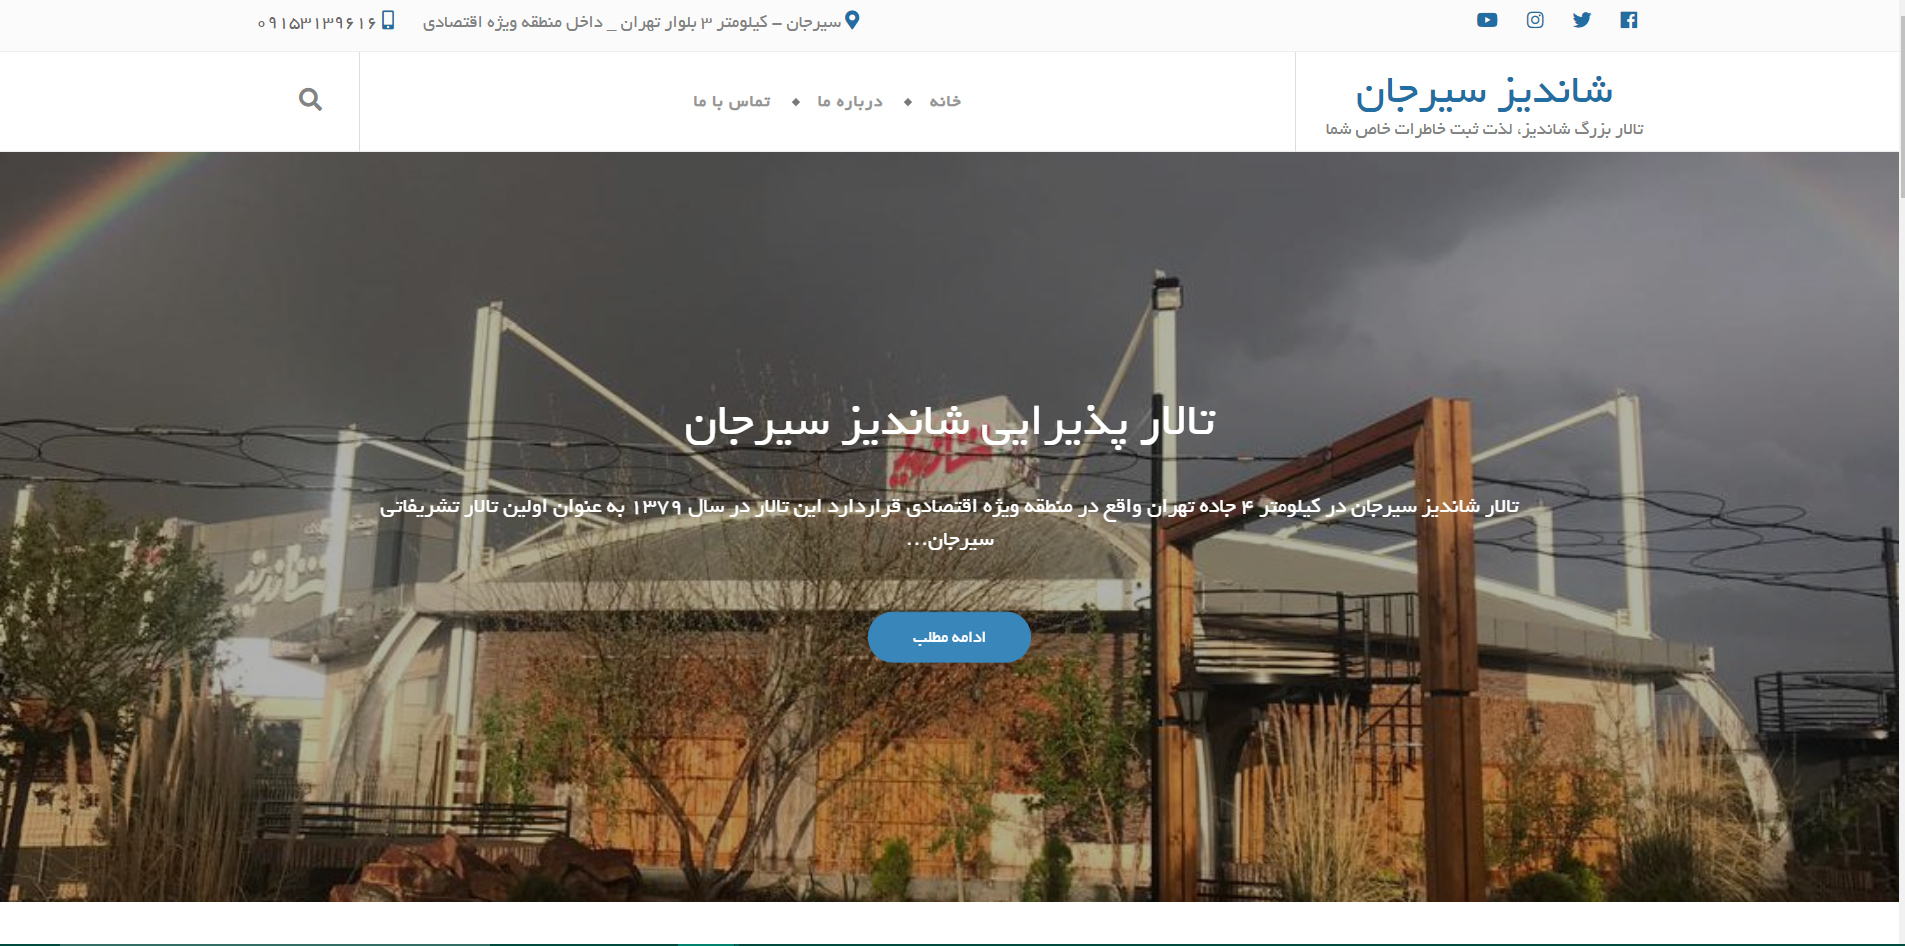 سیرجان – کیلومتر ۳ بلوار تهران _ داخل منطقه ویژه اقتصادی
۰۹۱۵۳۱۳۹۶۱۶
شاندیز سیرجان
تالار بزرگ شاندیز، لذت ثبت خاطرات خاص شما
خانه
درباره ما
تماس با ما
تالار پذیرایی شاندیز سیرجان
شاندیز
تالار شاندیز سیرجان در کیلومتر ۴ جاده تهران واقع در منطقه ویژه اقتصادی قراردارد این تالار در سال ۱۳۷۹ به عنوان اولین تالار تشریفاتی
سیرجان...
شاندیز
ادامه مطلب